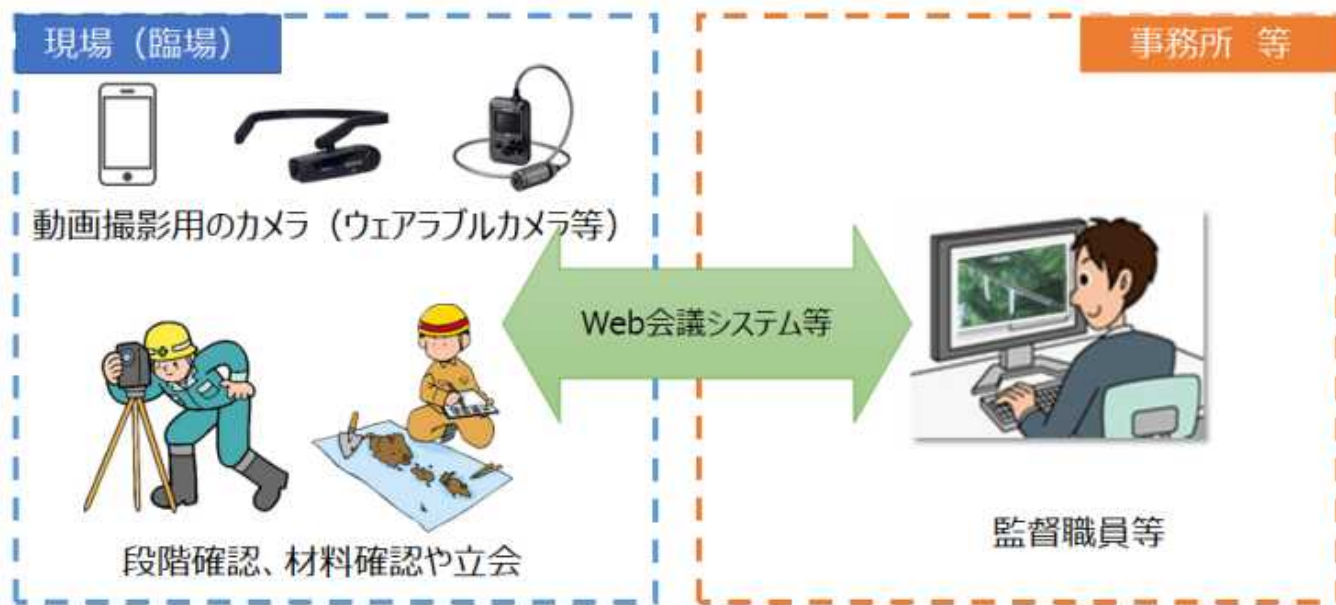 現場（臨場）
事務所 等
動画撮影用のカメラ（ウェアラブルカメラ等）
Web会議システム等
段階確認、材料確認や立会
監督職員等